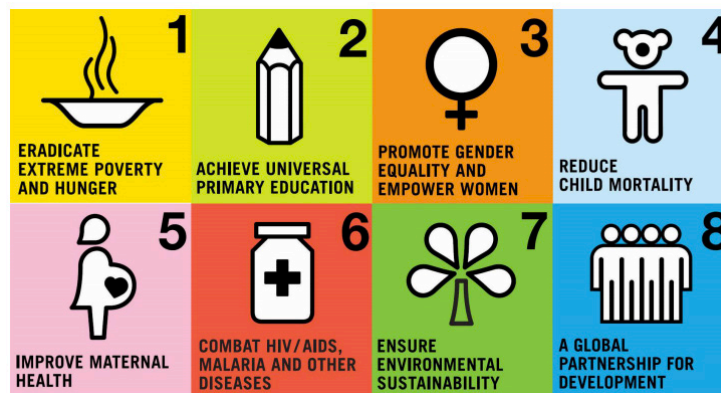 1
ERADICATE
EXTREME POVERTY
AND HUNGER
2
ACHIEVE UNIVERSAL
PRIMARY EDUCATION
3
PROMOTE GENDER
EQUALITY AND
EMPOWER WOMEN
4
REDUCE
CHILD MORTALITY
5
IMPROVE MATERNAL
HEALTH
6
COMBAT HIV/AIDS,
MALARIA AND OTHER
DISEASES
7
ENSURE
ENVIRONMENTAL
SUSTAINABILITY
8
A GLOBAL
PARTNERSHIP FOR
DEVELOPMENT